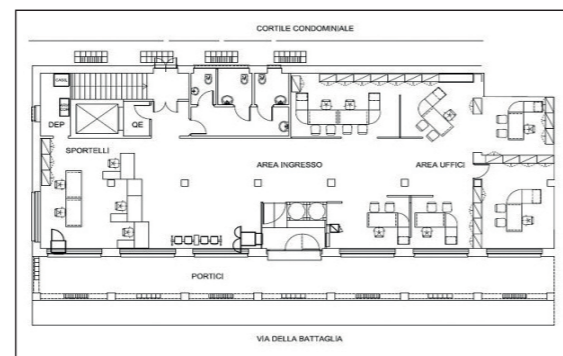 CORTILE CONDOMINIALE
DEP
QE
SPORTELLI
AREA INGRESSO
AREA UFFICI
PORTICI
VIA DELLA BATTAGLIA